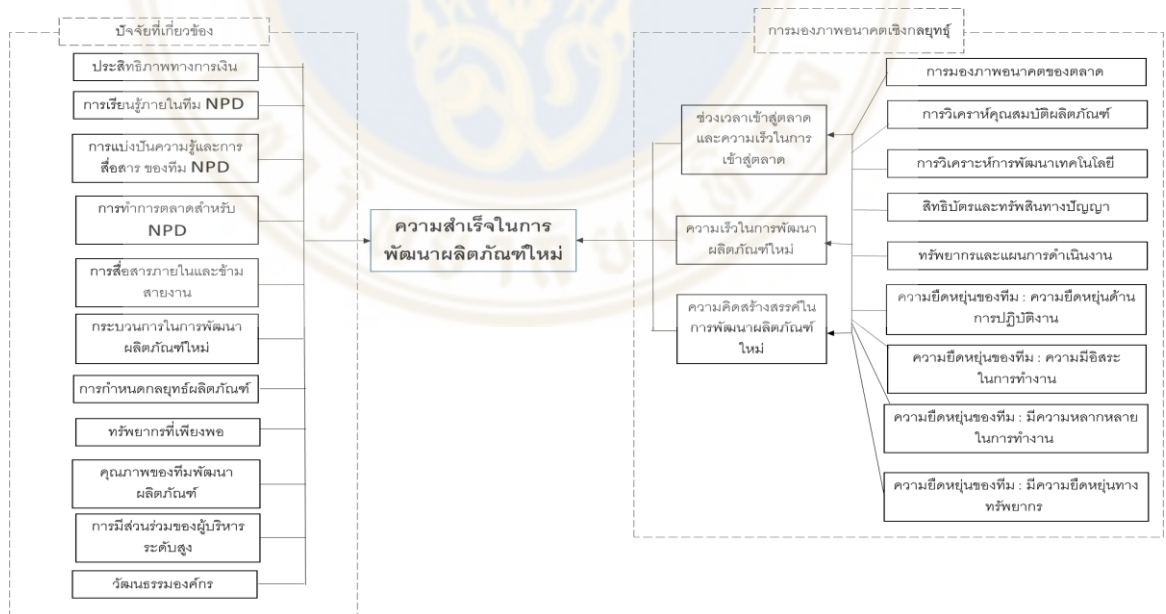 ปัจจัยที่เกี่ยวข้อง
ประสิทธิภาพทางการเงิน
การเรียนรู้ภายในทีม NPD
การแบ่งปันความรู้และการ
สื่อสาร ของทีม NPD
การทำการตลาดสำหรับ
NPD
การสื่อสารภายในและข้าม
สายงาน
กระบวนการในการพัฒนา
ผลิตภัณฑ์ใหม่
การกำหนดกลยุทธ์ผลิตภัณฑ์
ทรัพยากรที่เพียงพอ
คุณภาพของทีมพัฒนา
ผลิตภัณฑ์
การมีส่วนร่วมของผู้บริหาร
ระดับสูง
วัฒนธรรมองค์กร
ความสำเร็จในการ
พัฒนาผลิตภัณฑ์ใหม่
การมองภาพอนาคตเชิงกลยุทธ์
ช่วงเวลาเข้าสู่ตลาด
และความเร็วในการ
เข้าสู่ตลาด
ความเร็วในการพัฒนา
ผลิตภัณฑ์ใหม่
ความคิดสร้างสรรค์ใน
การพัฒนาผลิตภัณฑ์
ใหม่
การมองภาพอนาคตของตลาด
การวิเคราะห์คุณสมบัติผลิตภัณฑ์
การวิเคราะห์การพัฒนาเทคโนโลยี
สิทธิบัตรและทรัพสินทางปัญญา
ทรัพยากรและแผนการดำเนินงาน
ความยืดหยุ่นของทีม : ความยืดหยุ่นด้าน
การปฏิบัติงาน
ความยืดหยุ่นของทีม : ความมีอิสระ
ในการทำงาน
ความยืดหยุ่นของทีม : มีความหลากหลาย
ในการทำงาน
ความยืดหยุ่นของทีม : มีความยืดหยุ่นทาง
ทรัพยากร